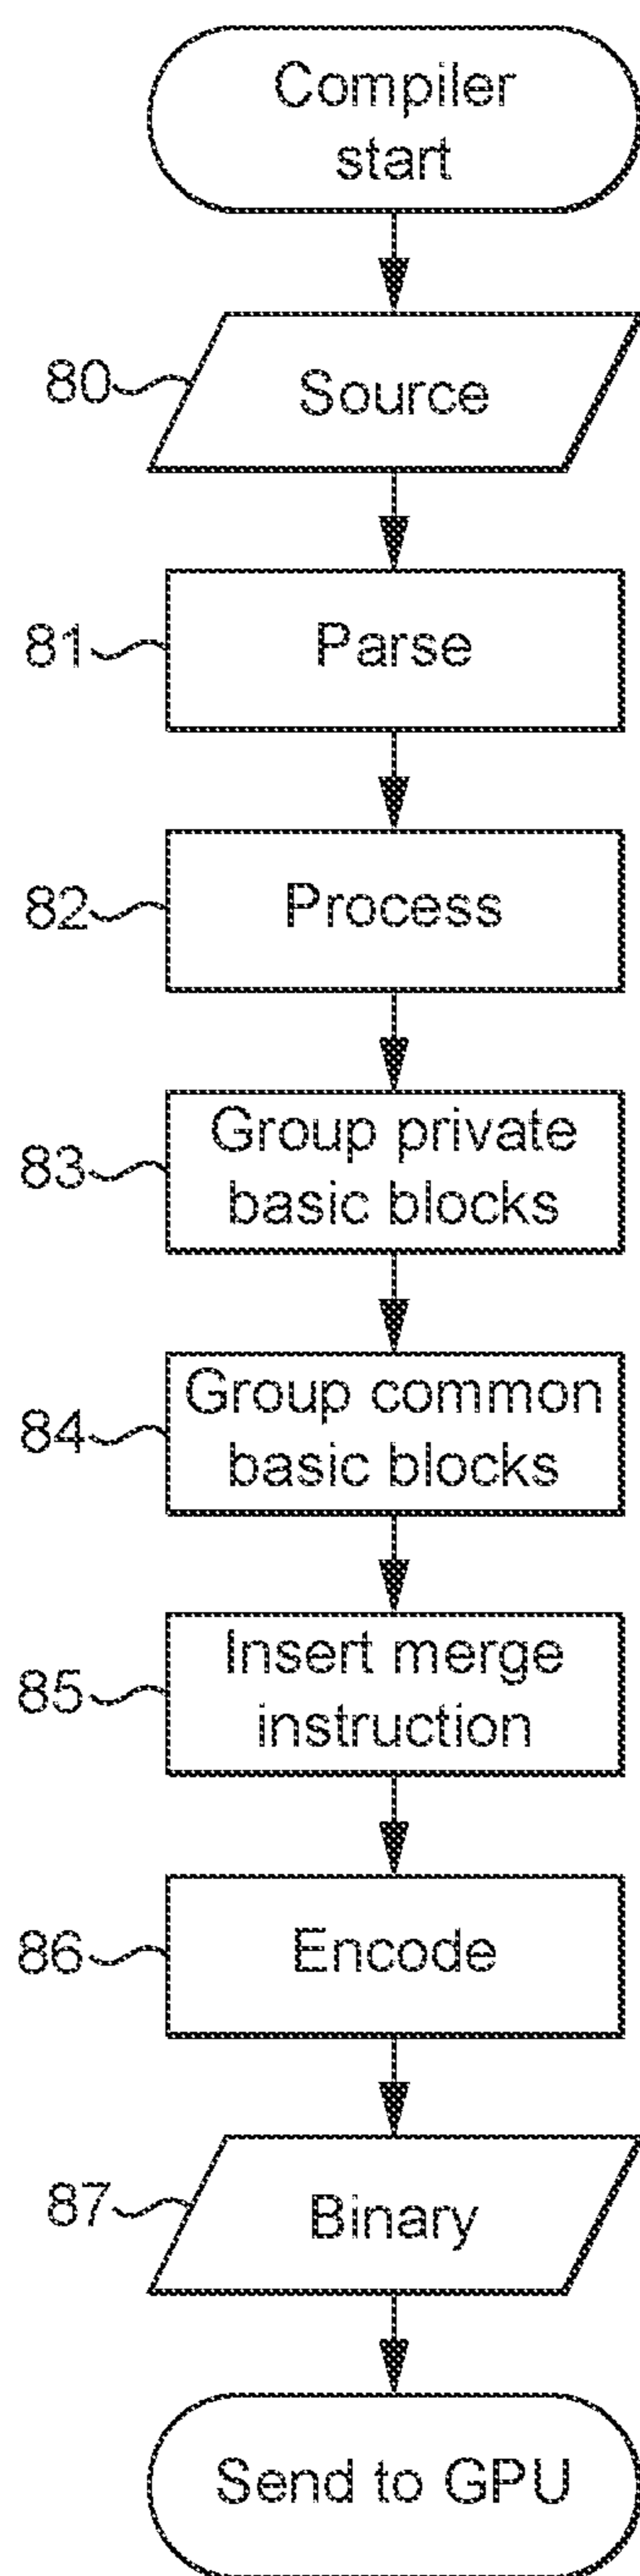 Compiler
start
80
Source
81
Parse
82
Process
83
Group private
basic blocks
84
Group common
basic blocks
85
Insert merge
instruction
86
Encode
87
Binary
Send to GPU